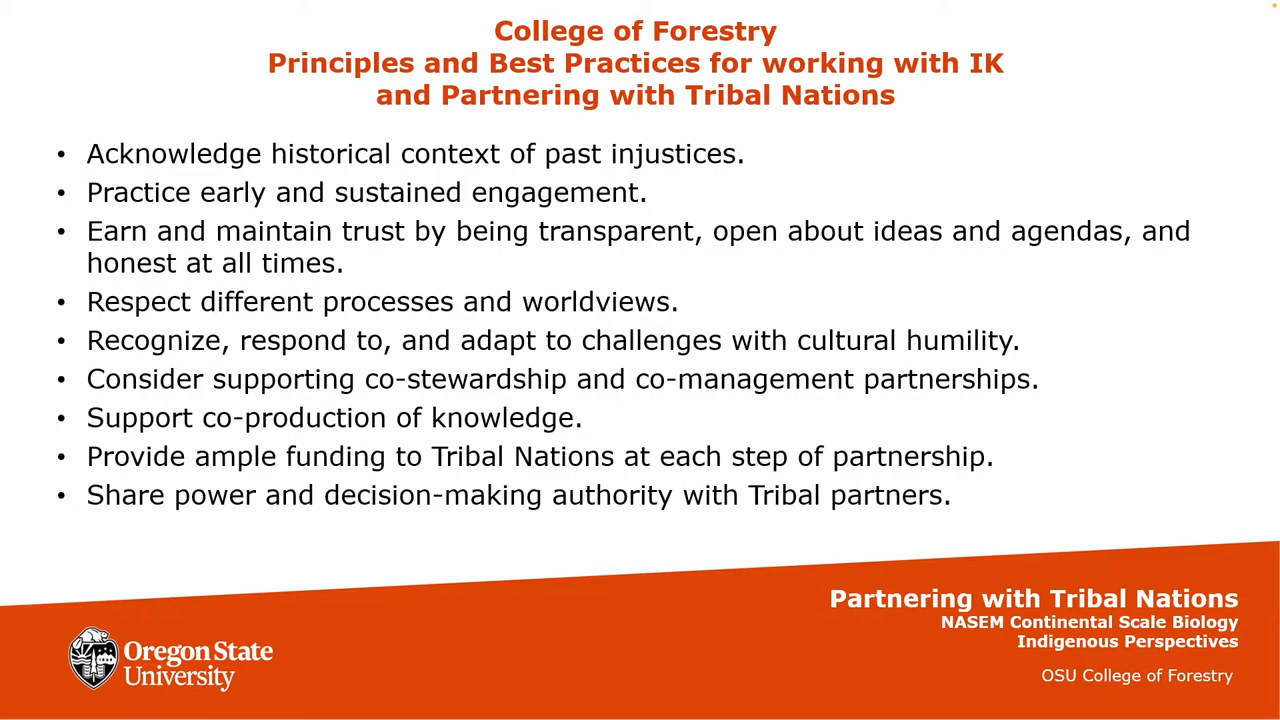 College of Forestry
Principles and Best Practices for working with IK
and Partnering with Tribal Nations
• Acknowledge historical context of past injustices.
• Practice early and sustained engagement.
• Earn and maintain trust by being transparent, open about ideas and agendas, and
honest at all times.
• Respect different processes and worldviews.
• Recognize, respond to, and adapt to challenges with cultural humility.
• Consider supporting co-stewardship and co-management partnerships.
• Support co-production of knowledge.
• Provide ample funding to Tribal Nations at each step of partnership.
• Share power and decision-making authority with Tribal partners.
Partnering with Tribal Nations
NASEM Continental Scale Biology
Indigenous Perspectives
OSU College of Forestry
Oregon State
University